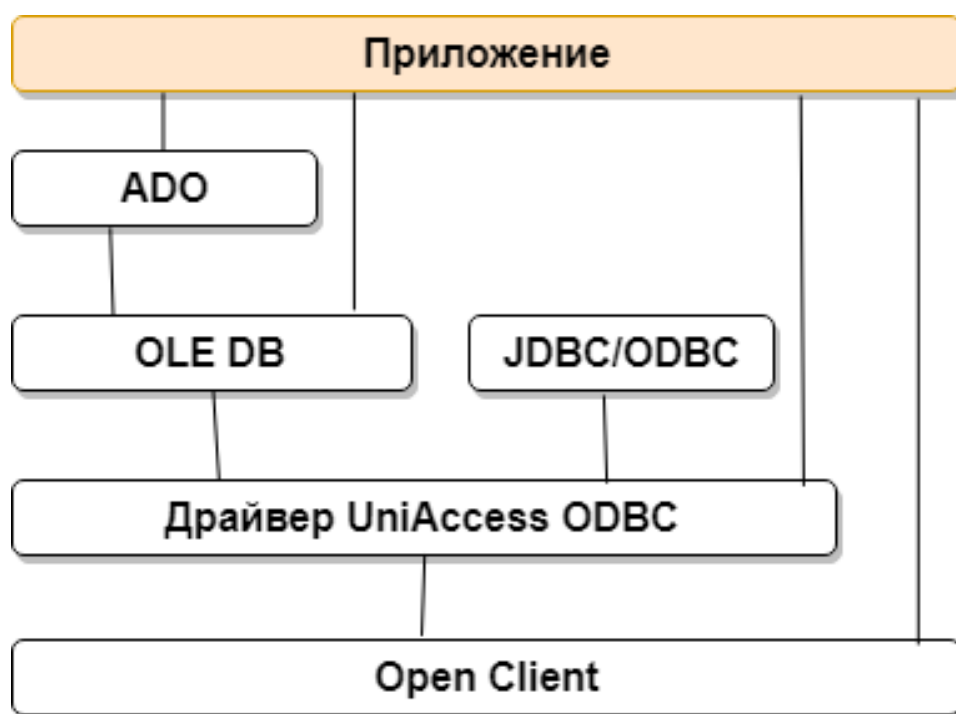 Приложение
ADO
OLE DB
JDBC/ODBC
Драйвер UniAccess ODBC
Open Client